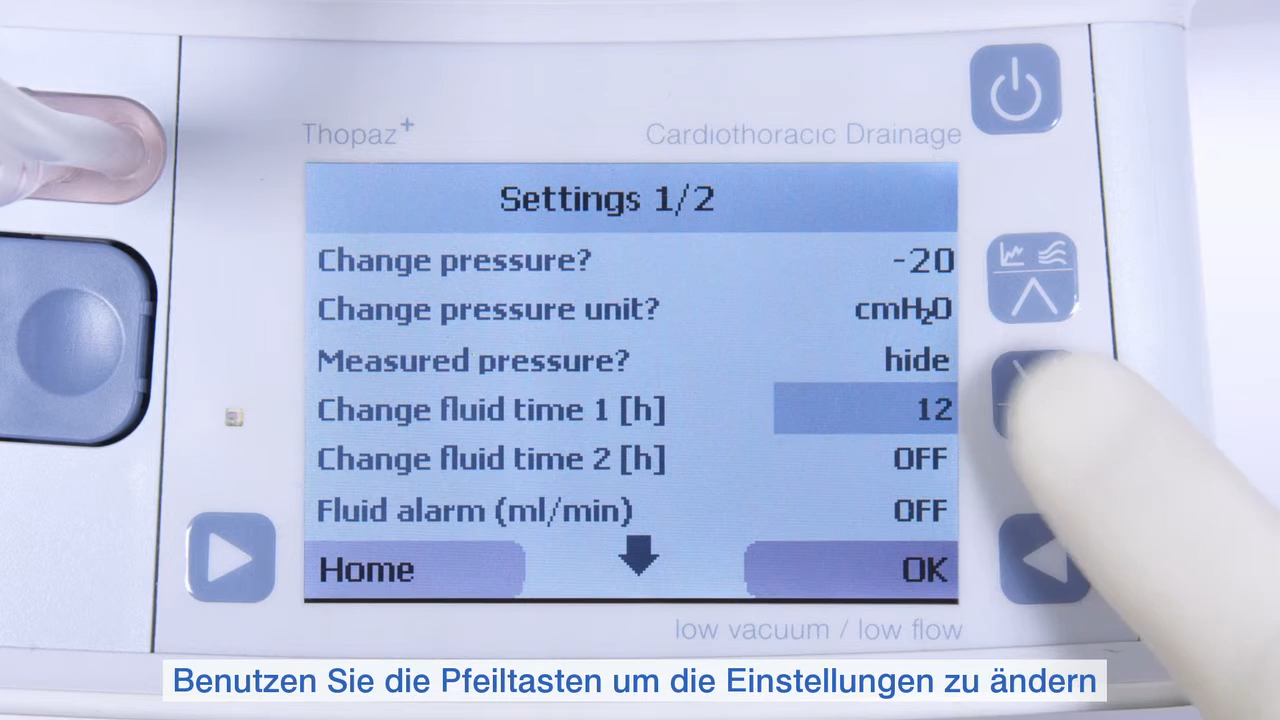 Thopaz+
Cardiothoracic Drainage
Settings 1/2
Change pressure? -20
Change pressure unit? cmH₂O
Measured pressure? hide
Change fluid time 1 [h] 12
Change fluid time 2 [h] OFF
Fluid alarm (ml/min) OFF
Home OK
low vacuum / low flow
Benutzen Sie die Pfeiltasten um die Einstellungen zu ändern